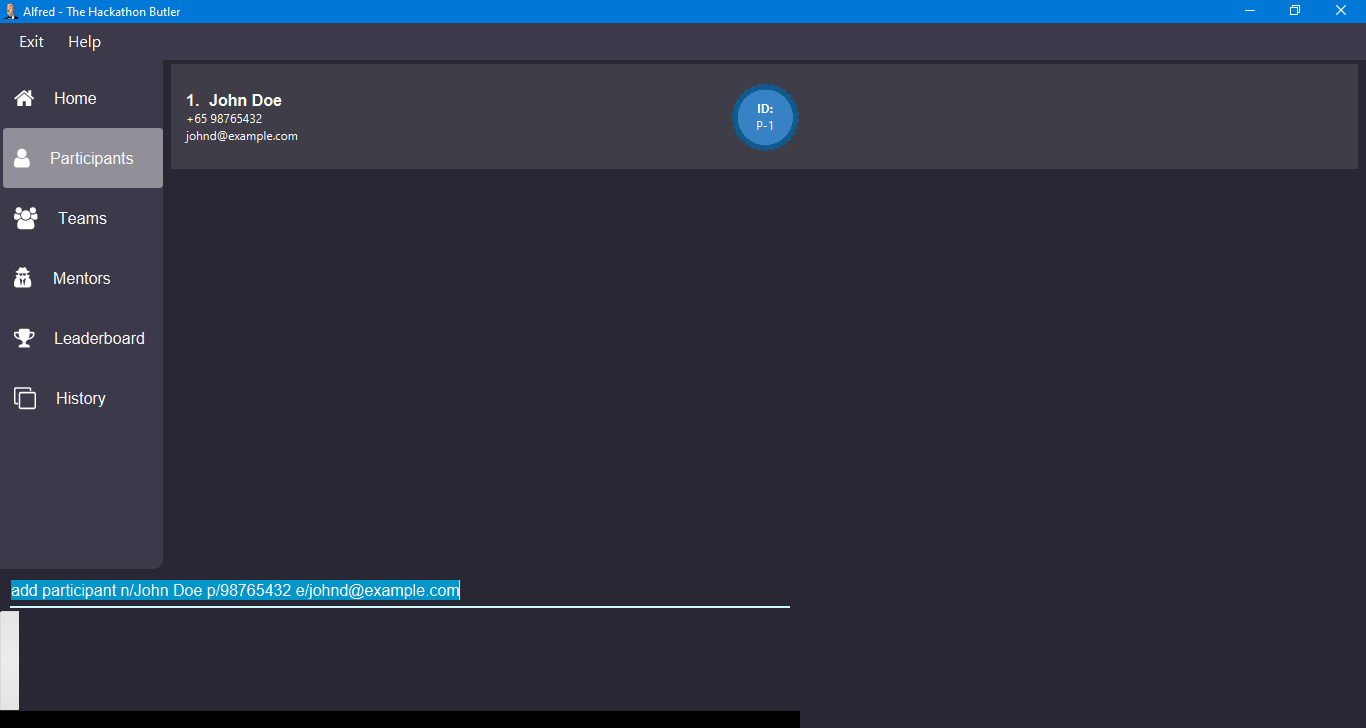 Alfred - The Hackathon Butler
Exit Help
Home
Participants
Teams
Mentors
Leaderboard
History
1. John Doe
+65 98765432
johnd@example.com
ID:
P-1
add participant n/John Doe p/98765432 e/johnd@example.com